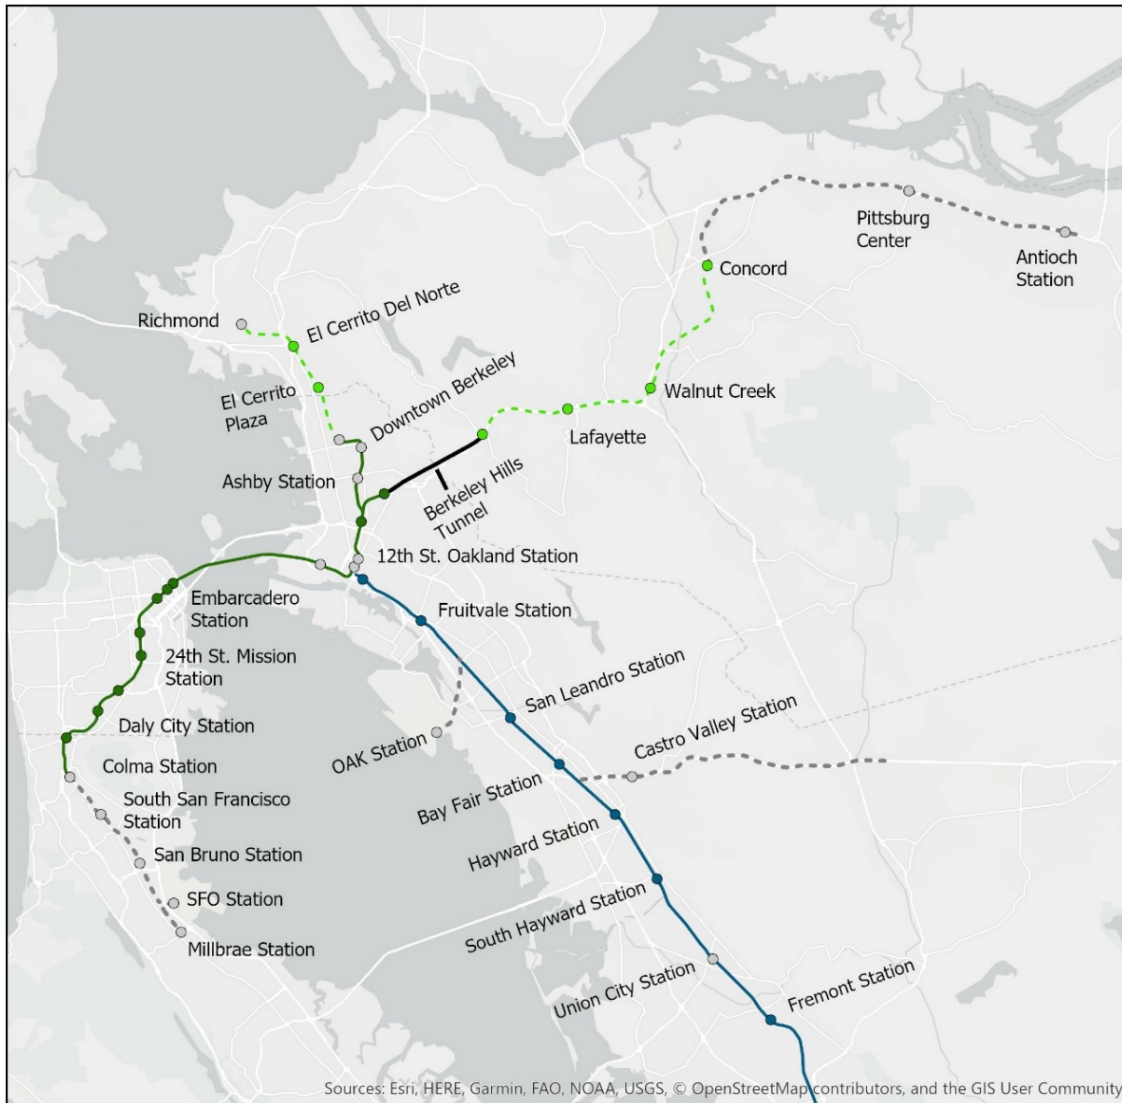 Pittsburg
Center
Antioch
Station
Concord
Richmond
El Cerrito Del Norte
El Cerrito
Plaza
Downtown Berkeley
Walnut Creek
Lafayette
Ashby Station
Berkeley Hills
Tunnel
12th St. Oakland Station
Embarcadero
Station
Fruitvale Station
24th St. Mission
Station
San Leandro Station
Daly City Station
Castro Valley Station
OAK Station
Colma Station
Bay Fair Station
South San Francisco
Station
Hayward Station
San Bruno Station
SFO Station
South Hayward Station
Millbrae Station
Union City Station
Fremont Station
Sources: Esri, HERE, Garmin, FAO, NOAA, USGS, © OpenStreetMap contributors, and the GIS User Community